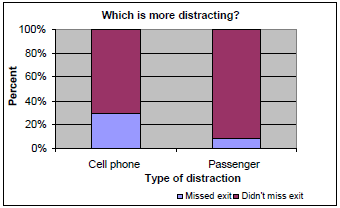 Which is more distracting?
100%
80%
60%
40%
20%
0%
Percent
Cell phone Passenger
Type of distraction
Missed exit Didn't miss exit